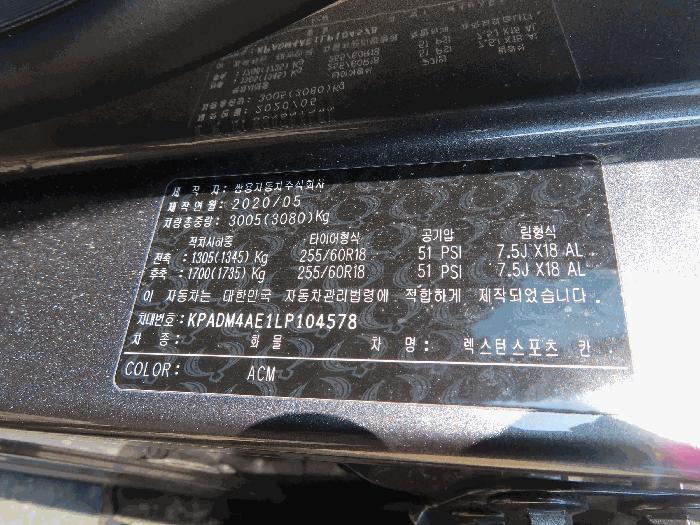 제 작 자: 쌍용자동차주식회사
제작연월: 2020/05
차량총중량: 3005(3080)Kg
적차시하중 타이어형식 공기압 림형식
전축 : 1305(1345) Kg 255/60R18 51 PSI 7.5J X18 AL
후축 : 1700(1735) Kg 255/60R18 51 PSI 7.5J X18 AL
이 자동차는 대한민국 자동차관리법령에 적합하게 제작되었습니다.
차대번호: KPADM4AE1LP104578
차 종: 화 물 차 명: 렉스턴스포츠 칸
COLOR: ACM